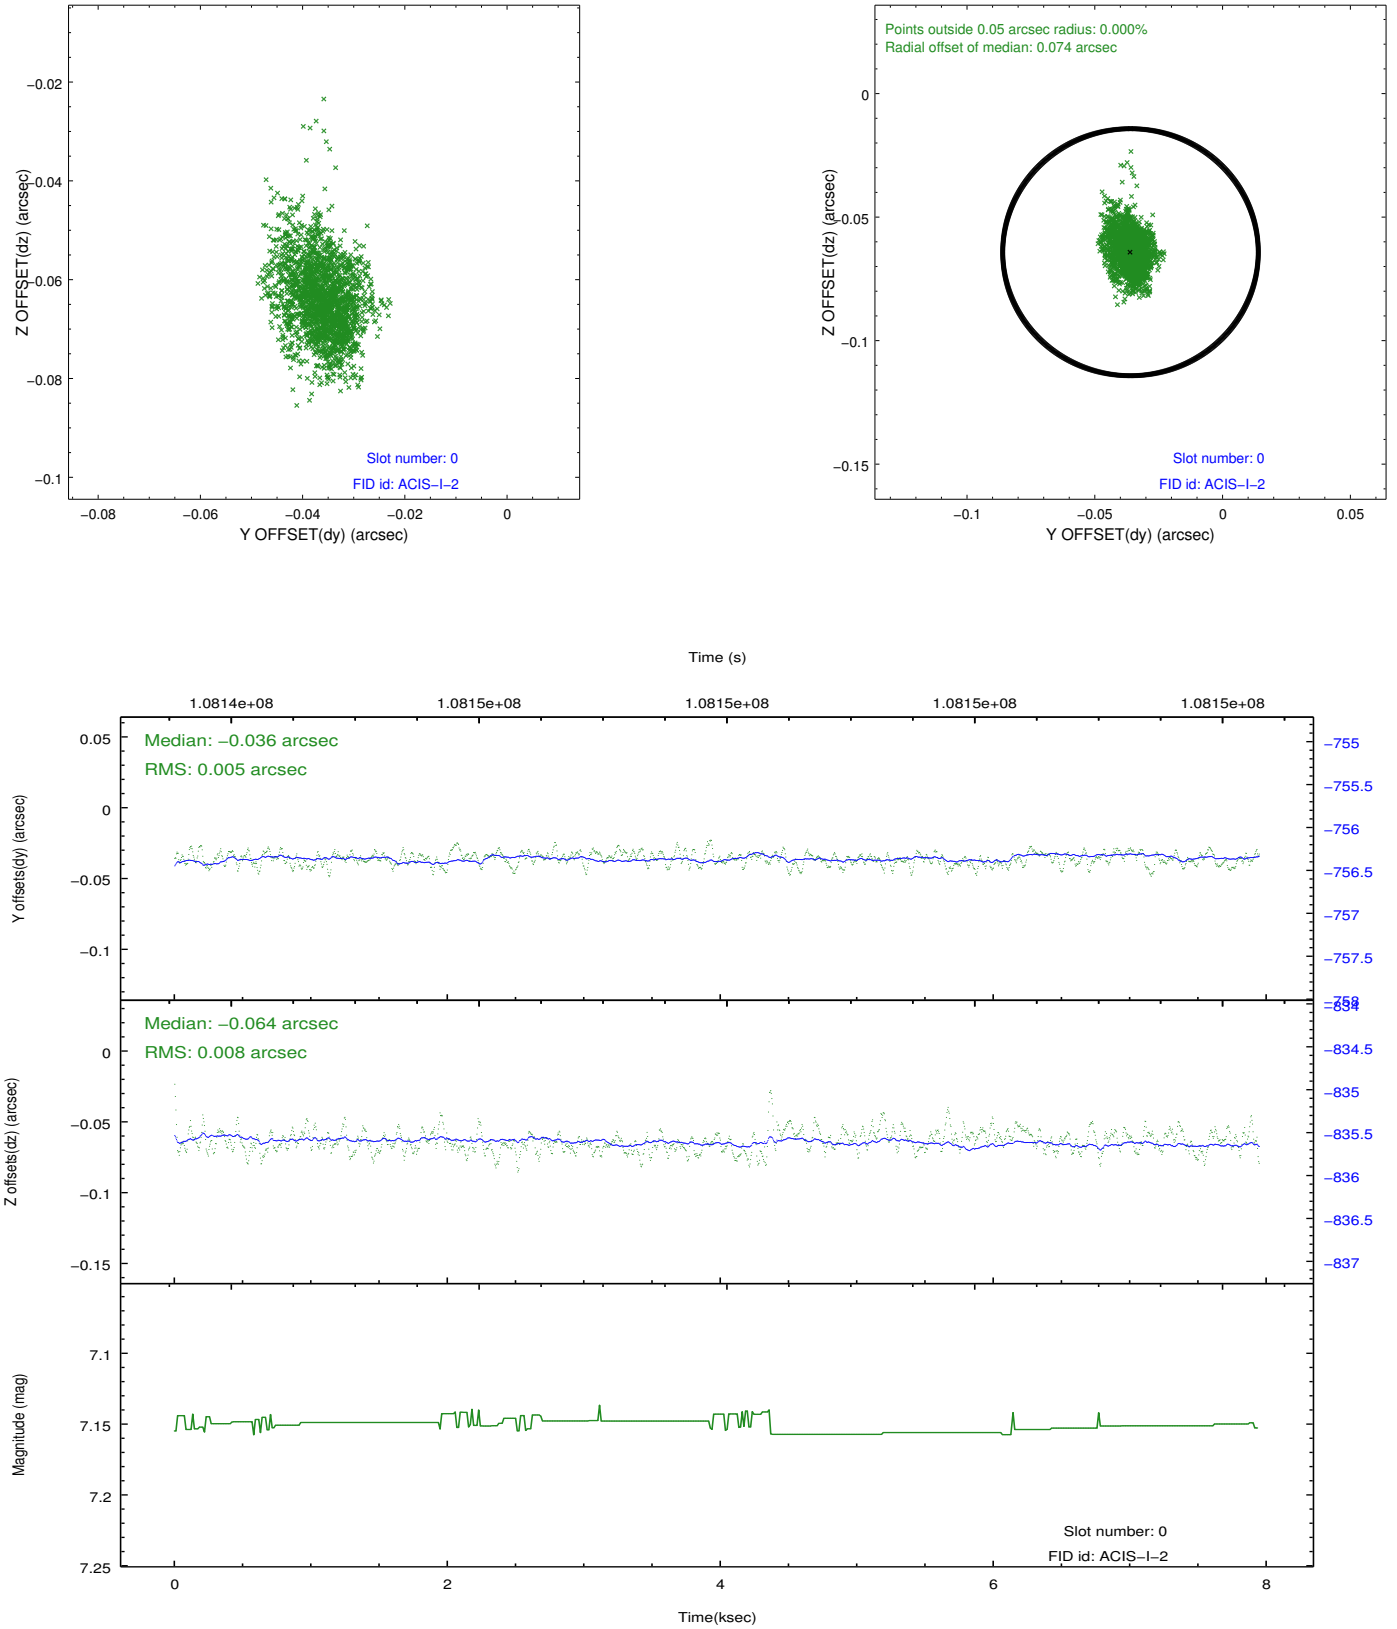 −0.02
−0.04
−0.06
−0.08
−0.1
Z OFFSET(dz) (arcsec)
Slot number: 0
FID id: ACIS−I−2
−0.08
−0.06
−0.04
−0.02
0
Y OFFSET(dy) (arcsec)
Points outside 0.05 arcsec radius: 0.000%
Radial offset of median: 0.074 arcsec
0
−0.05
−0.1
−0.15
Z OFFSET(dz) (arcsec)
Slot number: 0
FID id: ACIS−I−2
−0.1
−0.05
0
0.05
Y OFFSET(dy) (arcsec)
Time (s)
1.0814e+08
1.0815e+08
1.0815e+08
1.0815e+08
1.0815e+08
Median: −0.036 arcsec
RMS: 0.005 arcsec
0.05
0
−0.05
−0.1
Y offsets(dy) (arcsec)
−755
−755.5
−756
−756.5
−757
−757.5
−758
Median: −0.064 arcsec
RMS: 0.008 arcsec
0
−0.05
−0.1
−0.15
Z offsets(dz) (arcsec)
−834
−834.5
−835
−835.5
−836
−836.5
−837
7.1
7.15
7.2
7.25
Magnitude (mag)
Slot number: 0
FID id: ACIS−I−2
0
2
4
6
8
Time(ksec)